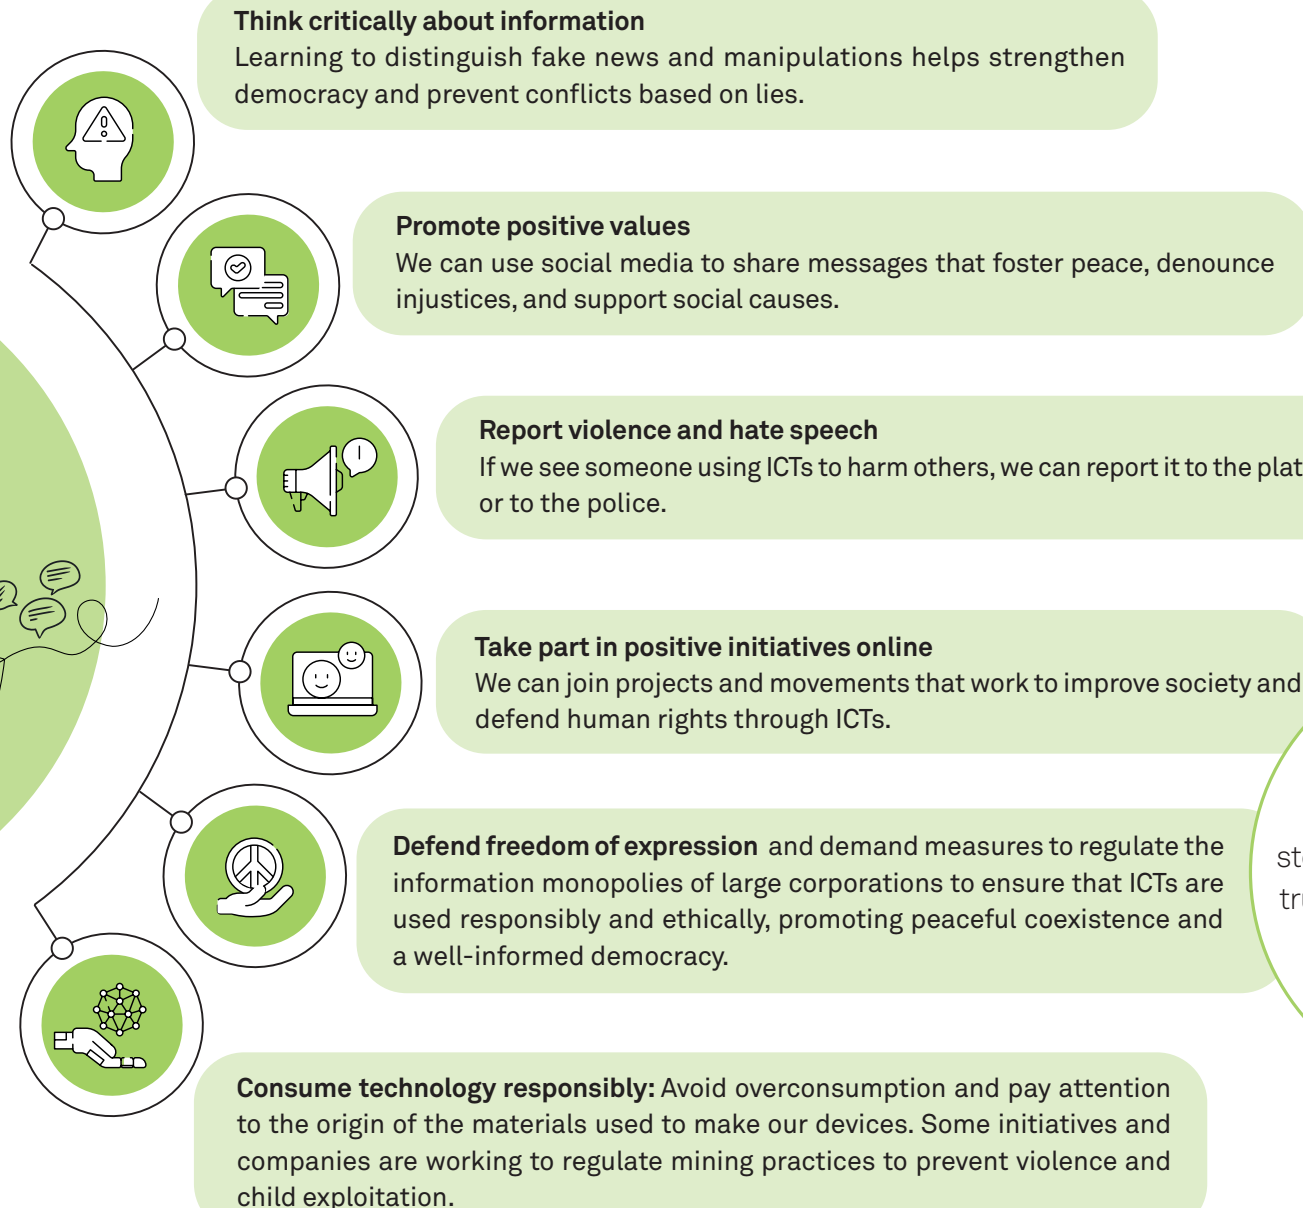 Think critically about information
Learning to distinguish fake news and manipulations helps strengthen
democracy and prevent conflicts based on lies.
Promote positive values
We can use social media to share messages that foster peace, denounce
injustices, and support social causes.
Report violence and hate speech
If we see someone using ICTs to harm others, we can report it to the
or to the police.
Take part in positive initiatives online
We can join projects and movements that work to improve society and
defend human rights through ICTs.
Defend freedom of expression and demand measures to regulate the
information monopolies of large corporations to ensure that ICTs are
used responsibly and ethically, promoting peaceful coexistence and
a well-informed democracy.
Consume technology responsibly: Avoid overconsumption and pay attention
to the origin of the materials used to make our devices. Some initiatives and
companies are working to regulate mining practices to prevent violence and
child exploitation.